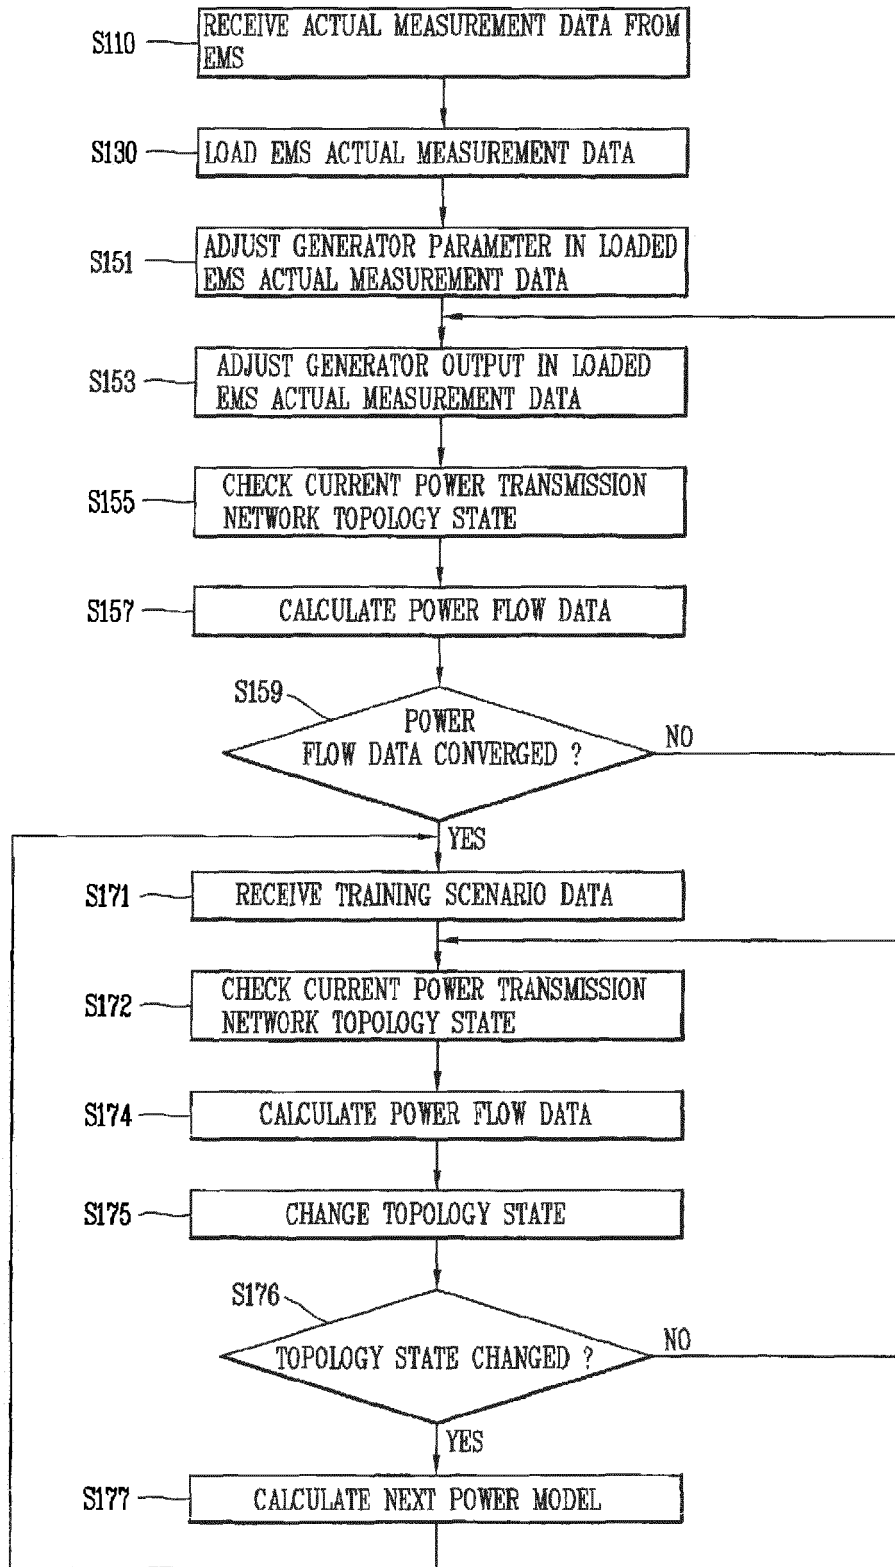 S110
RECEIVE ACTUAL MEASUREMENT DATA FROM
EMS
S130
LOAD EMS ACTUAL MEASUREMENT DATA
S151
ADJUST GENERATOR PARAMETER IN LOADED
EMS ACTUAL MEASUREMENT DATA
S153
ADJUST GENERATOR OUTPUT IN LOADED
EMS ACTUAL MEASUREMENT DATA
S155
CHECK CURRENT POWER TRANSMISSION
NETWORK TOPOLOGY STATE
S157
CALCULATE POWER FLOW DATA
S159
POWER
FLOW DATA CONVERGED ?
NO
YES
S171
RECEIVE TRAINING SCENARIO DATA
S172
CHECK CURRENT POWER TRANSMISSION
NETWORK TOPOLOGY STATE
S174
CALCULATE POWER FLOW DATA
S175
CHANGE TOPOLOGY STATE
S176
TOPOLOGY STATE CHANGED ?
NO
YES
S177
CALCULATE NEXT POWER MODEL